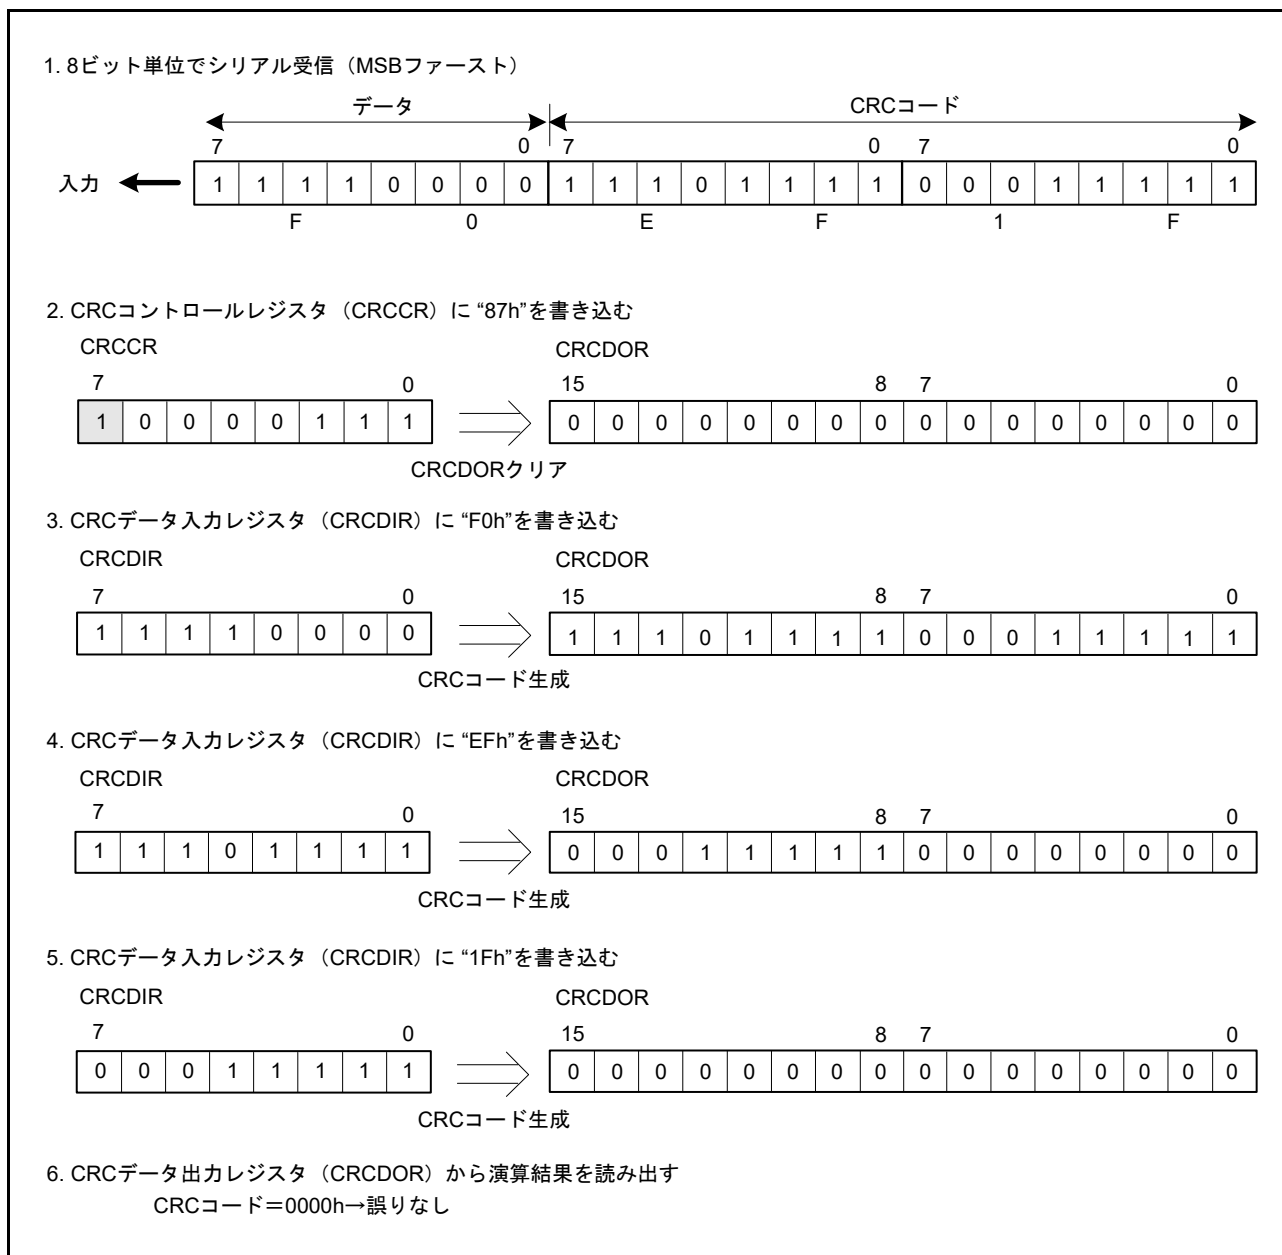 1. 8ビット単位でシリアル受信（MSBファースト）
データ CRCコード
7 0 7 0 7 0
入力 1 1 1 1 0 0 0 0 1 1 1 0 1 1 1 1 0 0 0 1 1 1 1 1
F 0 E F 1 F
2. CRCコントロールレジスタ（CRCCR）に “87h”を書き込む
CRCCR CRCDOR
7 0 15 8 7 0
1 0 0 0 0 1 1 1 0 0 0 0 0 0 0 0 0 0 0 0 0 0 0 0
CRCDORクリア
3. CRCデータ入力レジスタ（CRCDIR）に “F0h”を書き込む
CRCDIR CRCDOR
7 0 15 8 7 0
1 1 1 1 0 0 0 0 1 1 1 0 1 1 1 1 0 0 0 1 1 1 1 1
CRCコード生成
4. CRCデータ入力レジスタ（CRCDIR）に “EFh”を書き込む
CRCDIR CRCDOR
7 0 15 8 7 0
1 1 1 0 1 1 1 1 0 0 0 1 1 1 1 1 0 0 0 0 0 0 0 0
CRCコード生成
5. CRCデータ入力レジスタ（CRCDIR）に “1Fh”を書き込む
CRCDIR CRCDOR
7 0 15 8 7 0
0 0 0 1 1 1 1 1 0 0 0 0 0 0 0 0 0 0 0 0 0 0 0 0
CRCコード生成
6. CRCデータ出力レジスタ（CRCDOR）から演算結果を読み出す
CRCコード＝0000h→誤りなし